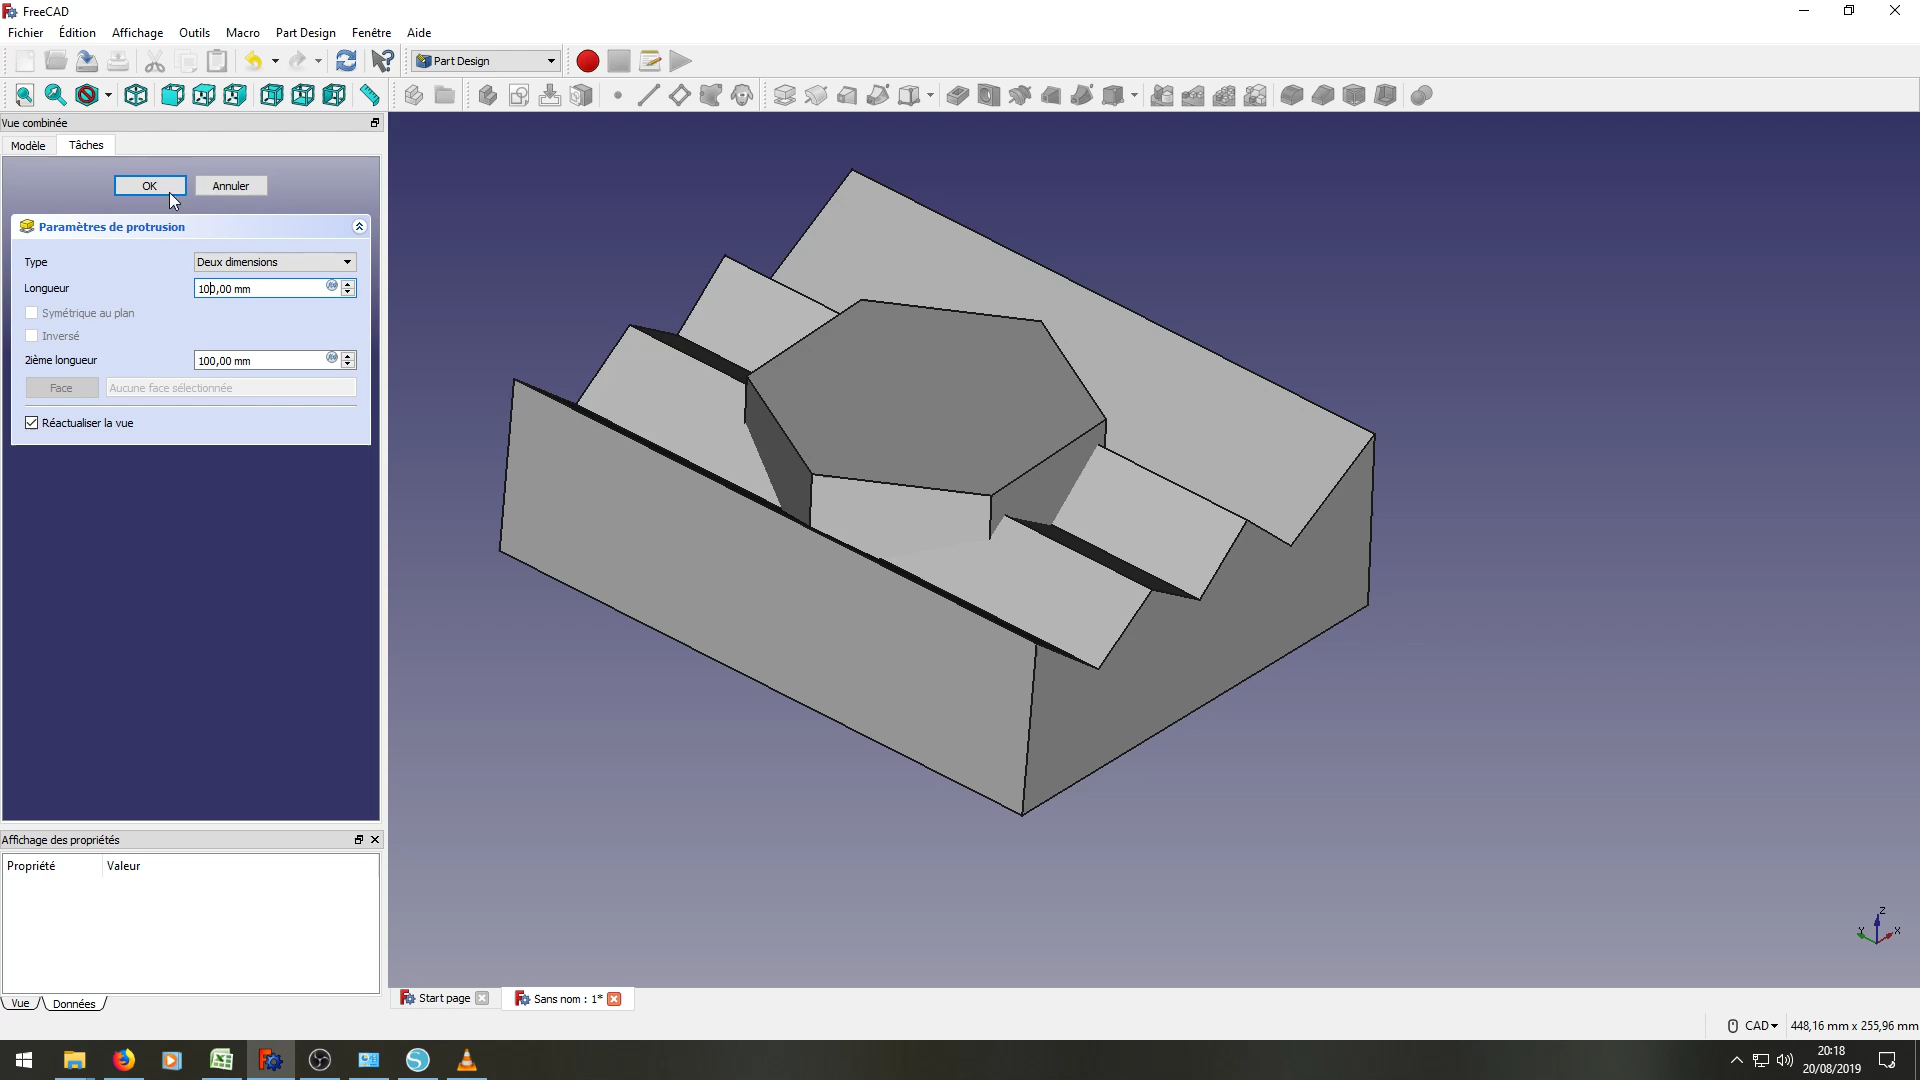 FreeCAD
Fichier Édition Affichage Outils Macro Part Design Fenêtre Aide
Part Design
Vue combinée
Modèle Tâches
OK Annuler
Paramètres de protrusion
Type Deux dimensions
Longueur 100,00 mm
Symétrique au plan
Inversé
2ième longueur 100,00 mm
Face Aucune face sélectionnée
Réactualiser la vue
Affichage des propriétés
Propriété Valeur
Z
Y X
Vue Données
Start page Sans nom : 1*
CAD 448,16 mm x 255,96 mm
20:18
20/08/2019